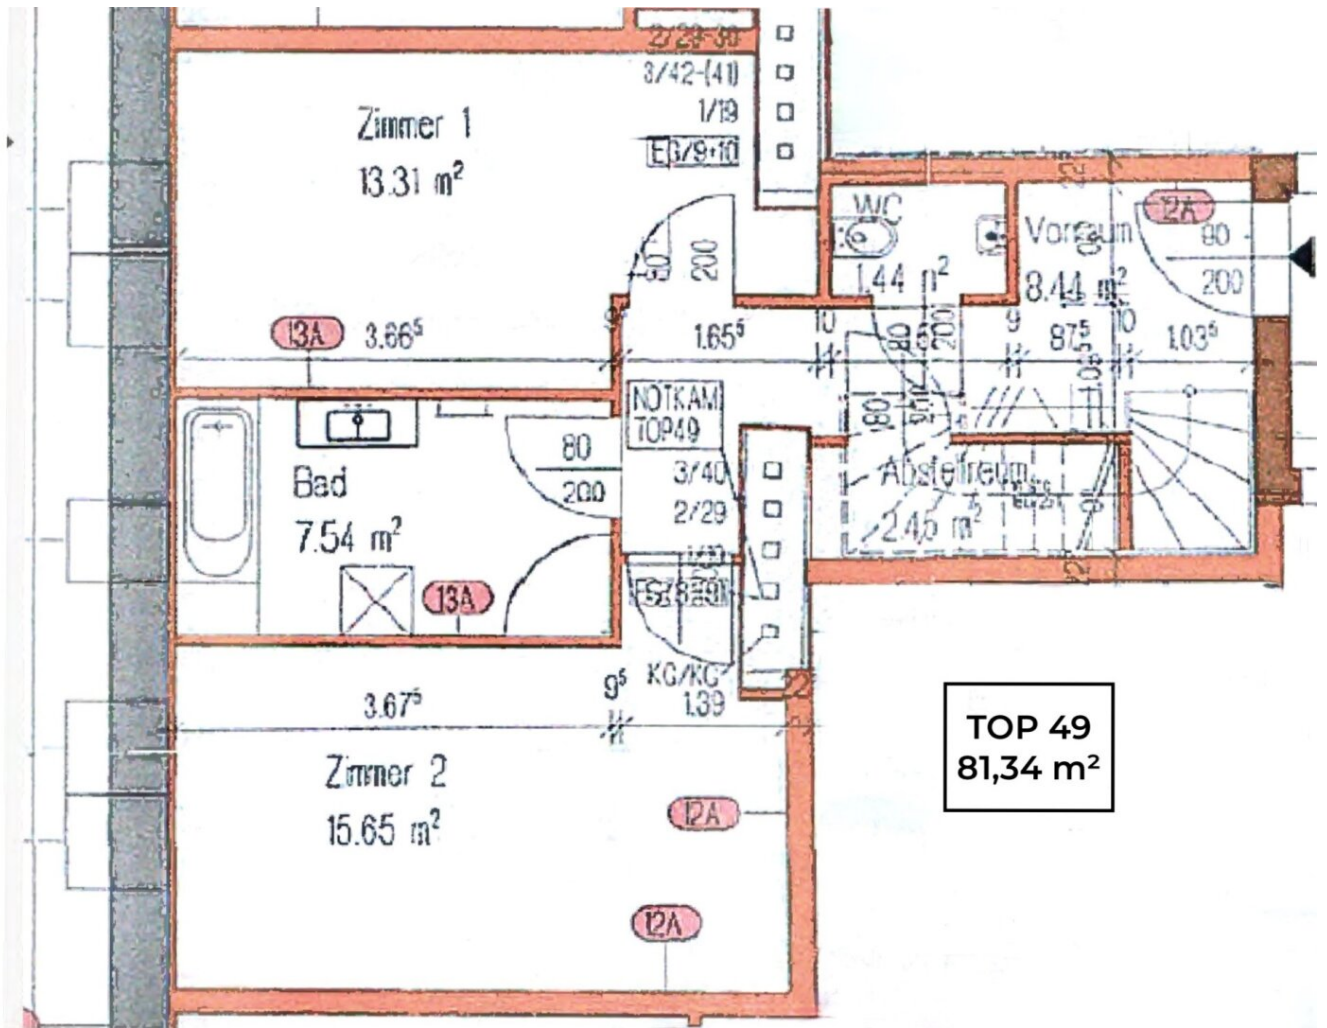 2/29-30
3/42-(41)
1/19
EG/9+10
Zimmer 1
13.31 m²
80
200
WC
1.44 m²
Vorraum
8.44 m²
12A
90
200
13A
3.66⁵
9⁵
1.65⁵
10
80
200
9
87⁵
10
1.03⁵
NOTKAM
TOP49
80
200
80
Bad
7.54 m²
3/40
2/29
Abstellraum
2.45 m²
13A
KG/KG
3.67⁵
9⁵
1.39
Zimmer 2
15.65 m²
12A
12A
TOP 49
81,34 m²